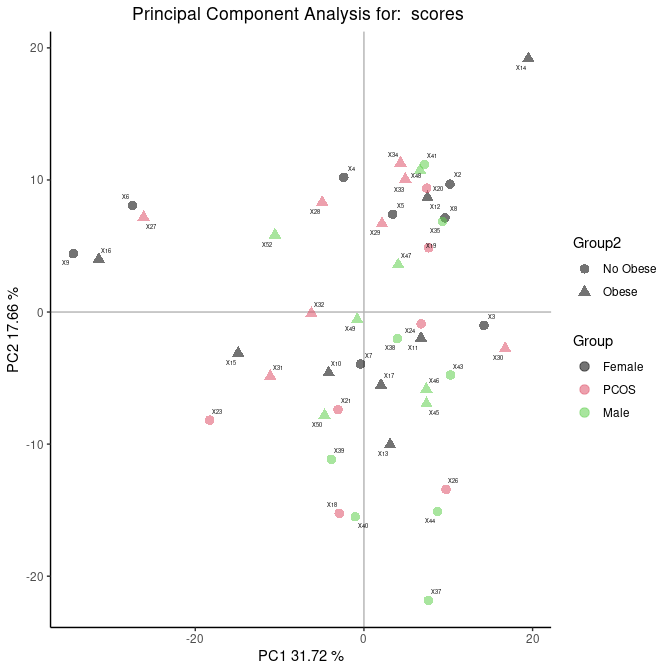 Principal Component Analysis for: scores
PC2 17.66 %
20
10
0
-10
-20
X14
X34
X41
X4
X48
X2
X33
X20
X6
X12
X5
X8
X28
X27
X35
X29
X52
X19
X16
X9
X47
X32
X3
X49
X24
X38
X11
X30
X7
X15
X10
X43
X31
X17
X46
X21
X45
X23
X50
X39
X13
X26
X18
X44
X40
X37
-20
0
20
PC1 31.72 %
Group2
No Obese
Obese
Group
Female
PCOS
Male